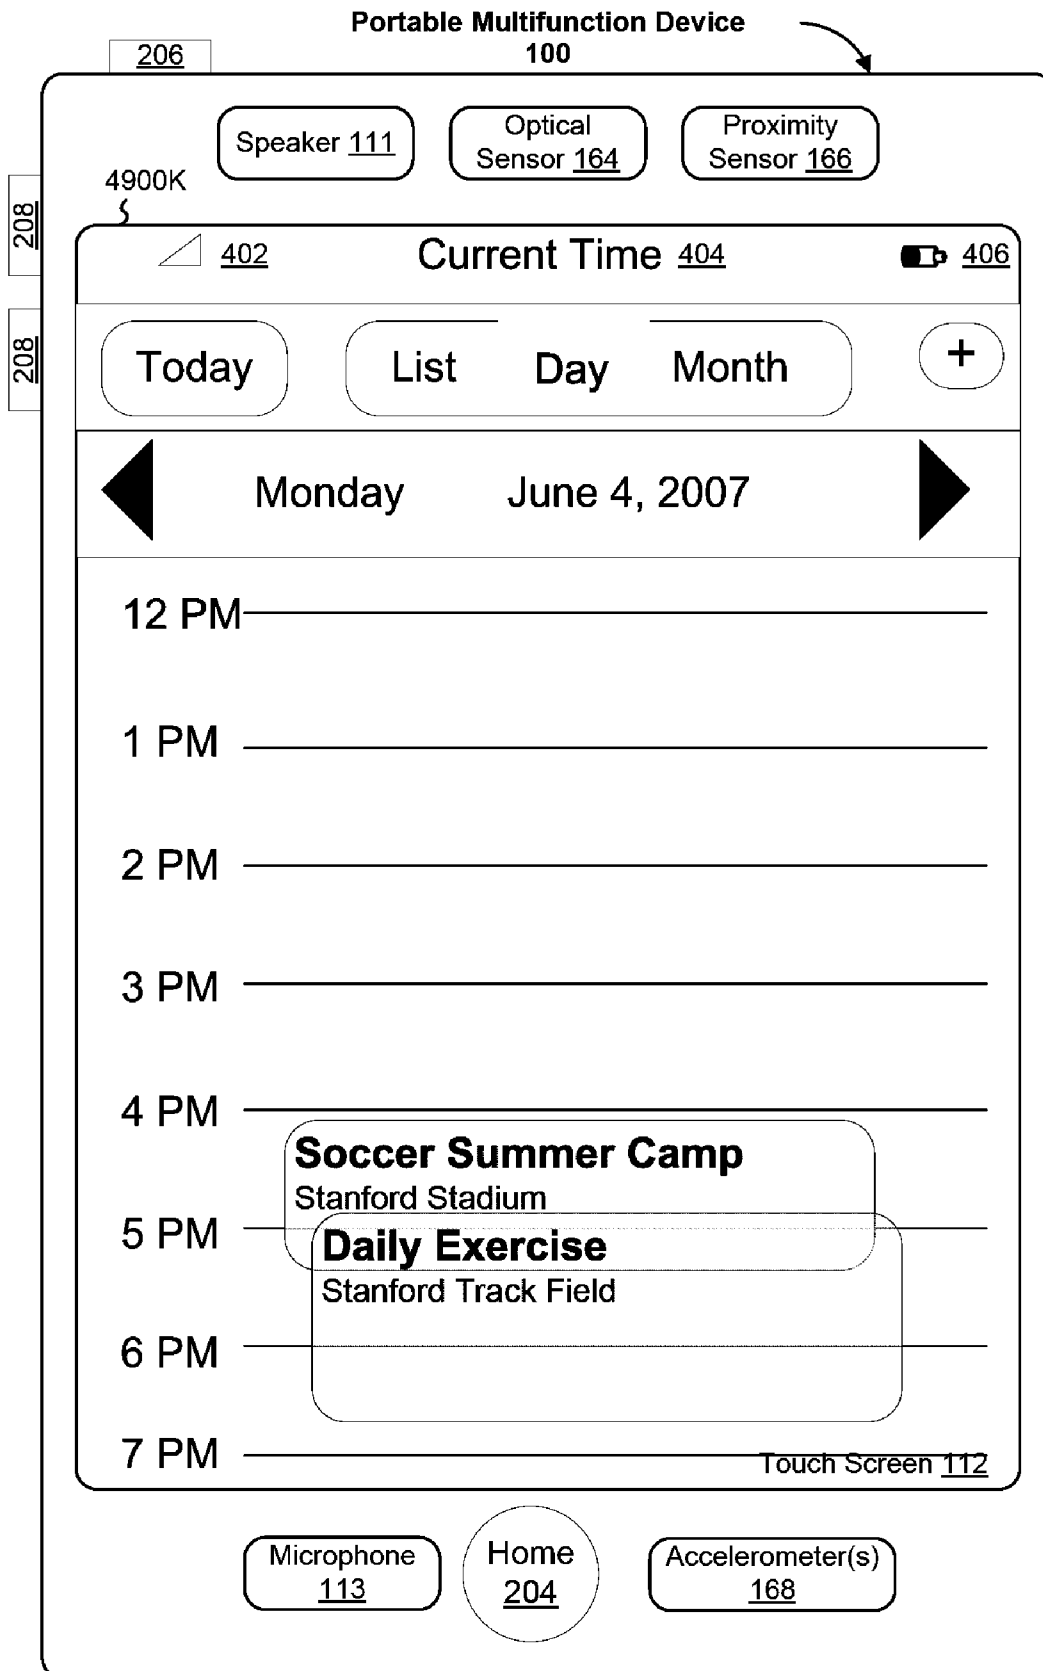 Portable Multifunction Device
100
206
Speaker 111
Optical
Sensor 164
Proximity
Sensor 166
4900K
208
208
402
Current Time 404
406
Today
List
Day
Month
+
Monday
June 4, 2007
12 PM
1 PM
2 PM
3 PM
4 PM
Soccer Summer Camp
Stanford Stadium
5 PM
Daily Exercise
Stanford Track Field
6 PM
7 PM
Touch Screen 112
Microphone
113
Home
204
Accelerometer(s)
168